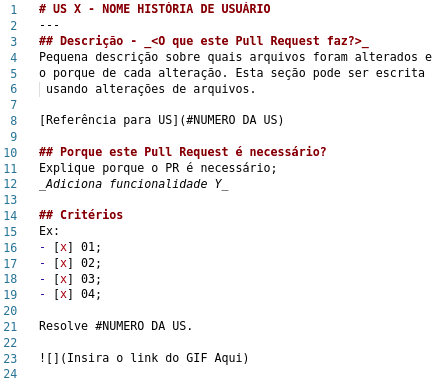 1 # US X - NOME HISTÓRIA DE USUÁRIO
2 ---
3 ## Descrição - _<O que este Pull Request faz?>_
4 Pequena descrição sobre quais arquivos foram alterados e
5 o porque de cada alteração. Esta seção pode ser escrita
6 usando alterações de arquivos.
7
8 [Referência para US](#NUMERO DA US)
9
10 ## Porque este Pull Request é necessário?
11 Explique porque o PR é necessário;
12 _Adiciona funcionalidade Y_
13
14 ## Critérios
15 Ex:
16 - [x] 01;
17 - [x] 02;
18 - [x] 03;
19 - [x] 04;
20
21 Resolve #NUMERO DA US.
22
23 ![](Insira o link do GIF Aqui)
24